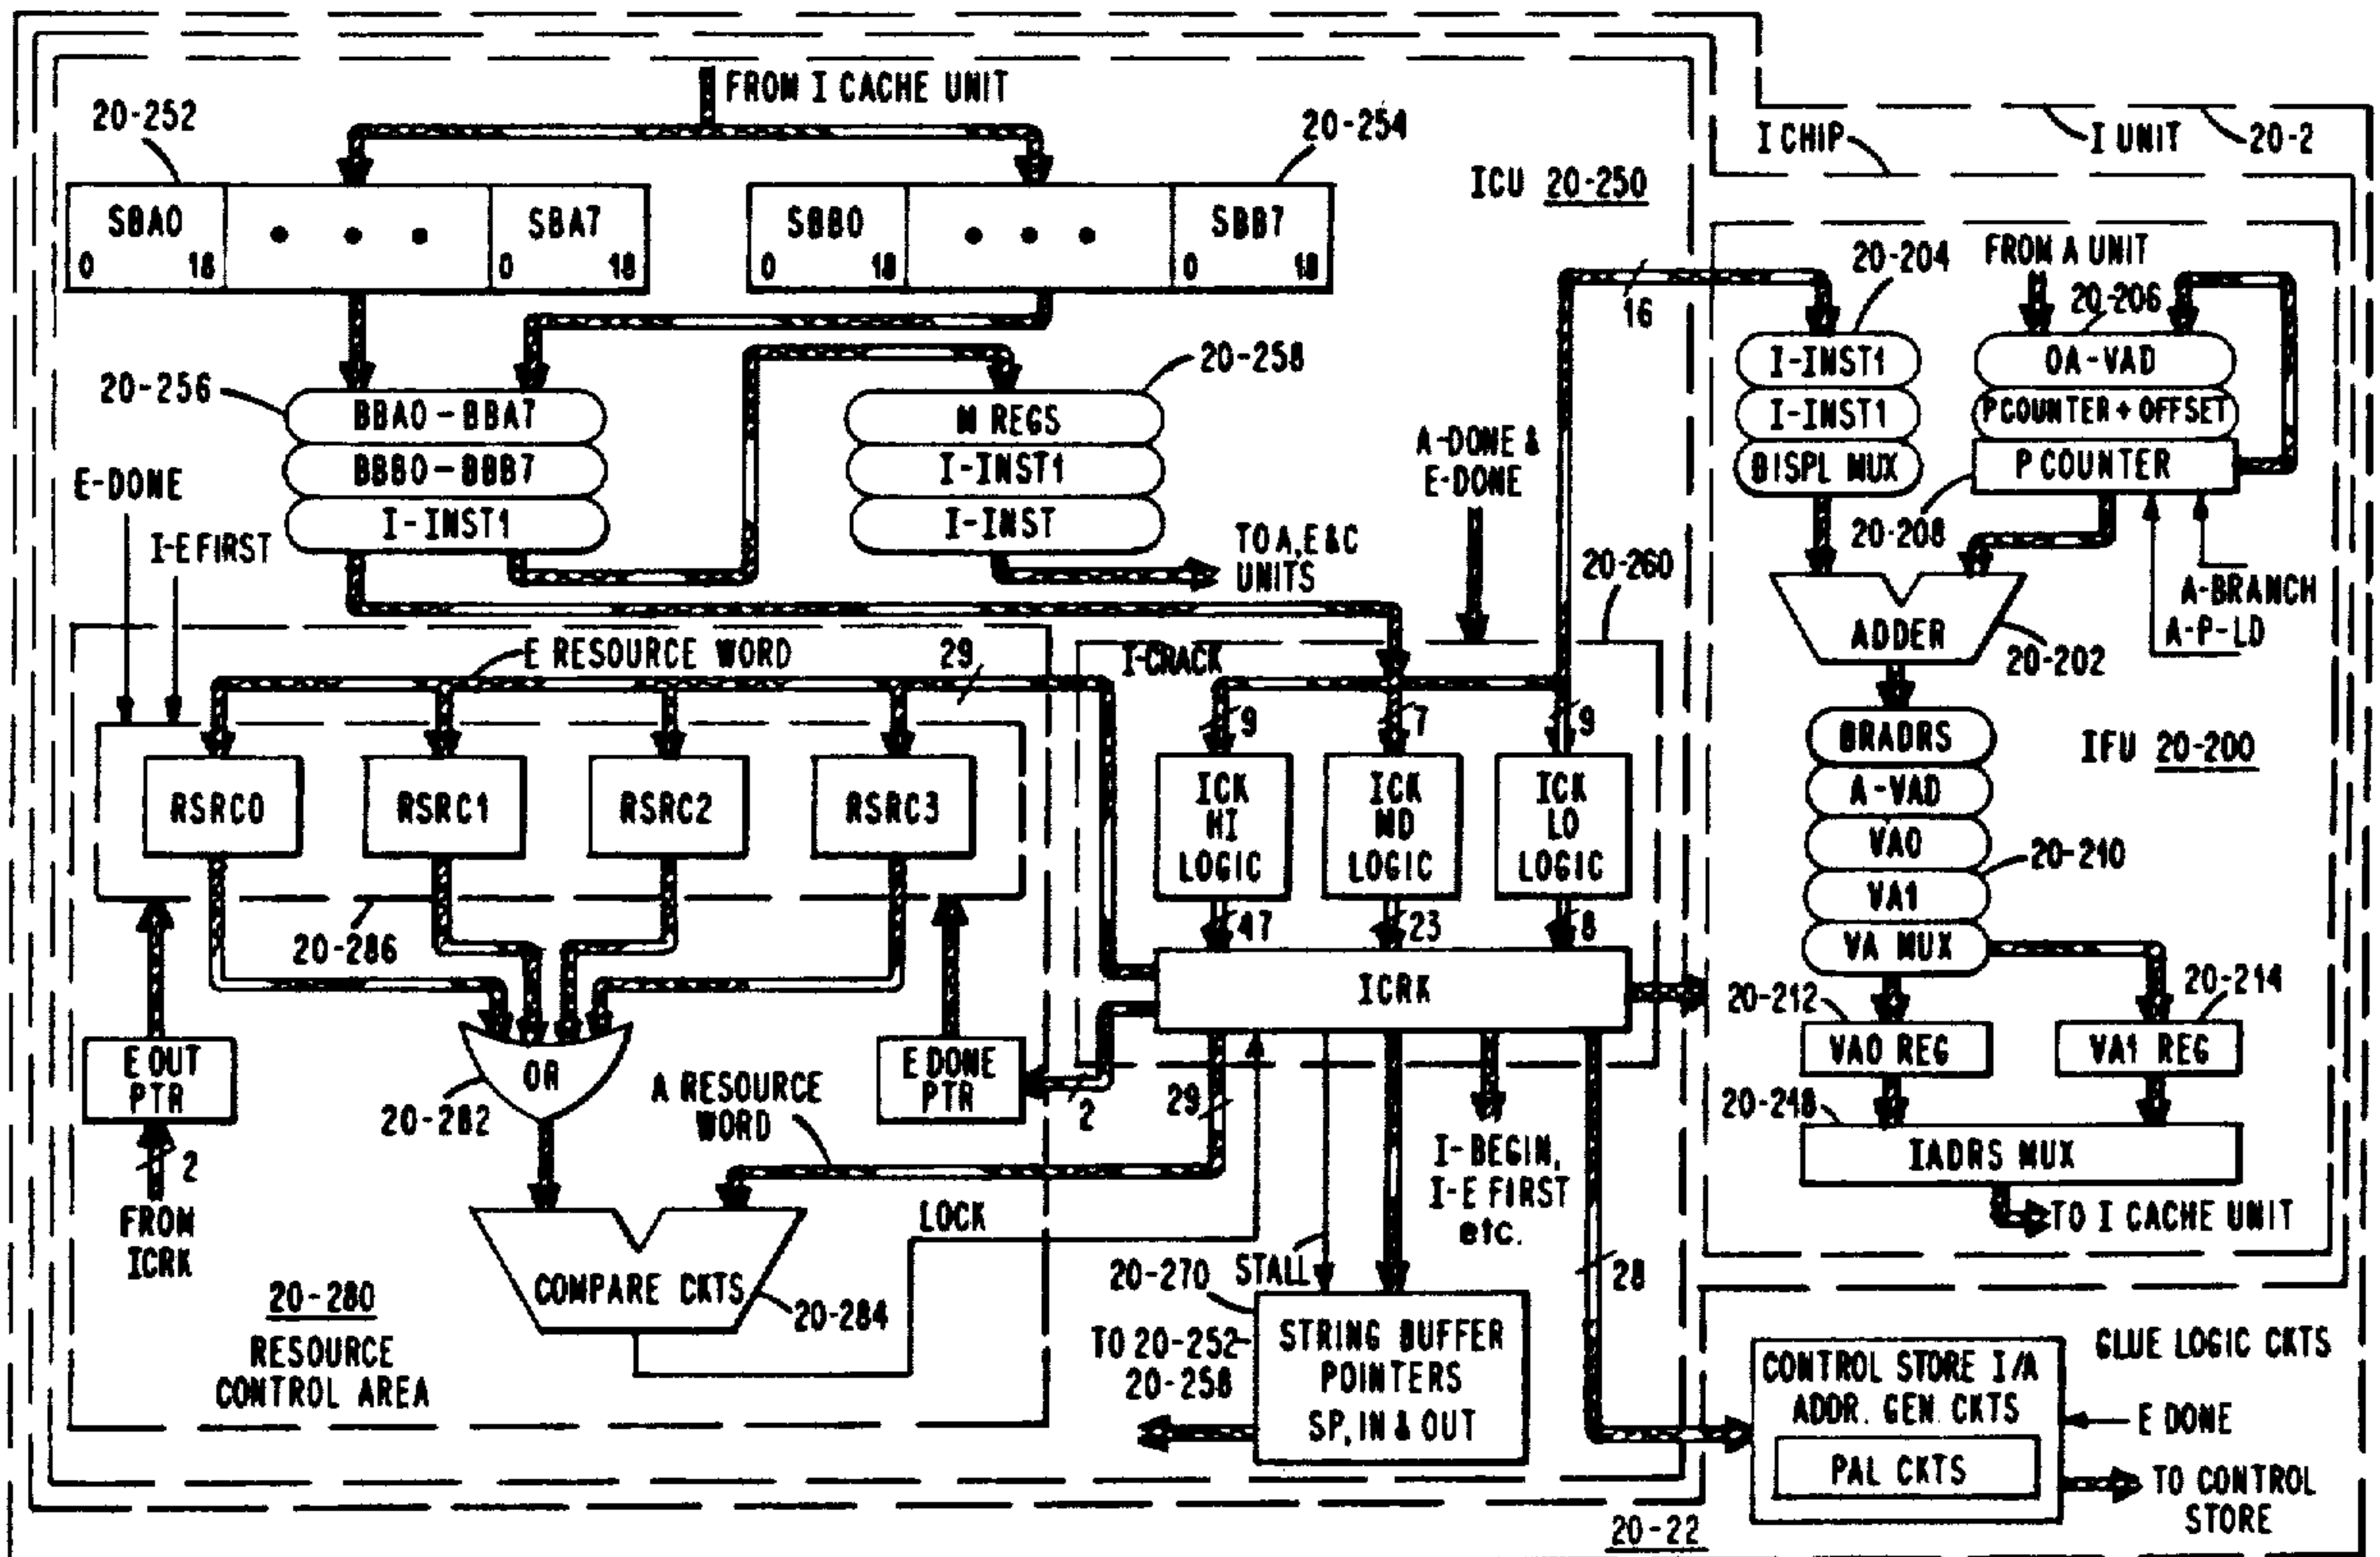 FROM I CACHE UNIT
20-252
20-254
I CHIP
I UNIT
20-2
SBA0
0 18
• • •
SBA7
0 18
SBB0
0 18
• • •
SBB7
0 18
ICU 20-250
16
20-204
FROM A UNIT
20-206
I-INST1
I-INST1
DISPL MUX
OA-VAD
PCOUNTER + OFFSET
P COUNTER
20-208
20-256
BBA0-BBA7
BBB0-BBB7
I-INST1
20-258
M REGS
I-INST1
I-INST
E-DONE
I-E FIRST
TO A, E & C
UNITS
A-DONE &
E-DONE
20-260
A-BRANCH
A-P-LD
ADDER
20-202
E RESOURCE WORD
29
I-CRACK
9
7
9
RSRC0
RSRC1
RSRC2
RSRC3
ICK
HI
LOGIC
ICK
MD
LOGIC
ICK
LO
LOGIC
BRADRS
A-VAD
VA0
VA1
VA MUX
IFU 20-200
20-210
20-286
47
23
8
ICRK
20-212
20-214
VA0 REG
VA1 REG
E OUT
PTR
OR
20-282
E DONE
PTR
2
29
A RESOURCE
WORD
2
FROM
ICRK
I-BEGIN,
I-E FIRST
etc.
20-218
IADRS MUX
TO I CACHE UNIT
LOCK
COMPARE CKTS
20-284
20-280
RESOURCE
CONTROL AREA
20-270
STALL
28
TO 20-252-
20-258
STRING BUFFER
POINTERS
SP, IN & OUT
GLUE LOGIC CKTS
CONTROL STORE I/A
ADDR. GEN. CKTS
PAL CKTS
E DONE
TO CONTROL
STORE
20-22